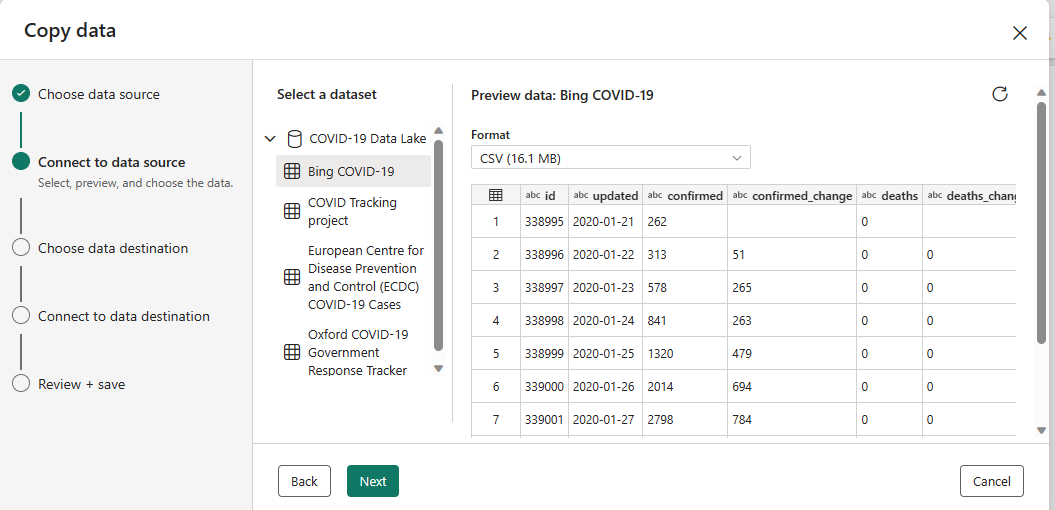 Copy data
Choose data source
Connect to data source
Select, preview, and choose the data.
Choose data destination
Connect to data destination
Review + save
Select a dataset
COVID-19 Data Lake
Bing COVID-19
COVID Tracking
project
European Centre for
Disease Prevention
and Control (ECDC)
COVID-19 Cases
Oxford COVID-19
Government
Response Tracker
Preview data: Bing COVID-19
Format
CSV (16.1 MB)
abc id abc updated abc confirmed abc confirmed_change abc deaths abc deaths_chang
1 338995 2020-01-21 262 0
2 338996 2020-01-22 313 51 0 0
3 338997 2020-01-23 578 265 0 0
4 338998 2020-01-24 841 263 0 0
5 338999 2020-01-25 1320 479 0 0
6 339000 2020-01-26 2014 694 0 0
7 339001 2020-01-27 2798 784 0 0
Back
Next
Cancel